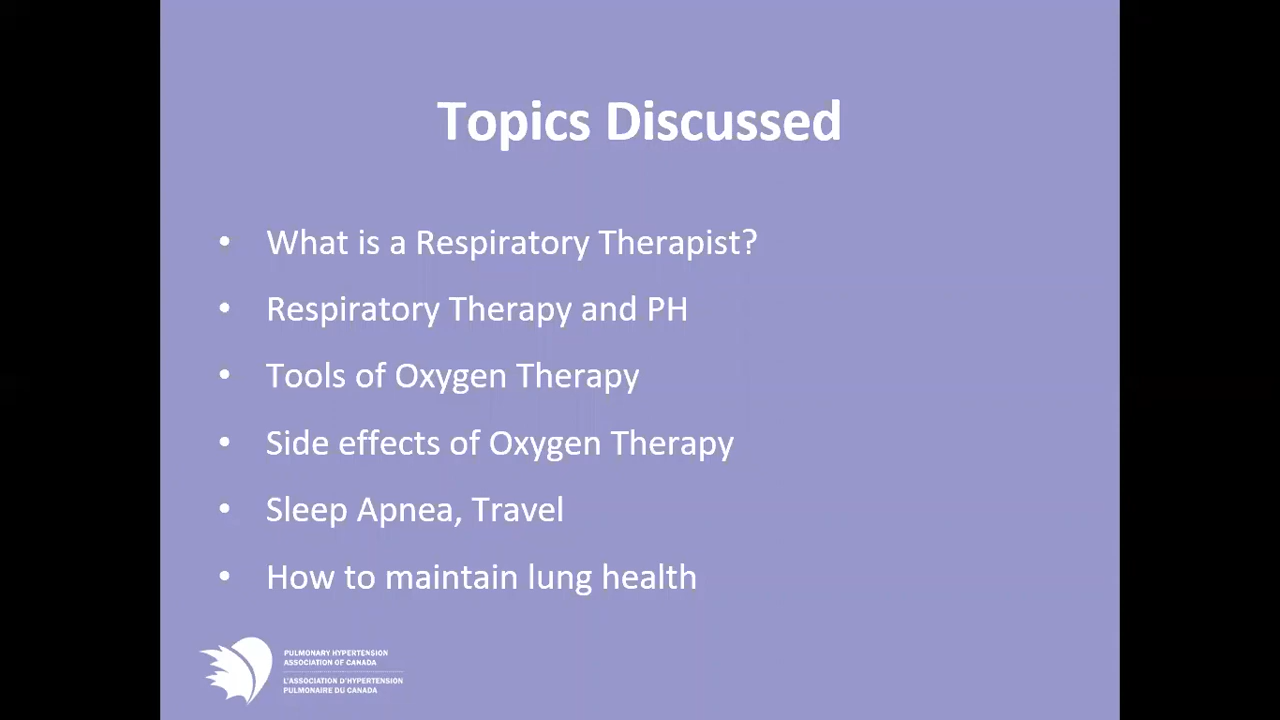 Topics Discussed
• What is a Respiratory Therapist?
• Respiratory Therapy and PH
• Tools of Oxygen Therapy
• Side effects of Oxygen Therapy
• Sleep Apnea, Travel
• How to maintain lung health
PULMONARY HYPERTENSION
ASSOCIATION OF CANADA
L'ASSOCIATION D'HYPERTENSION
PULMONAIRE DU CANADA